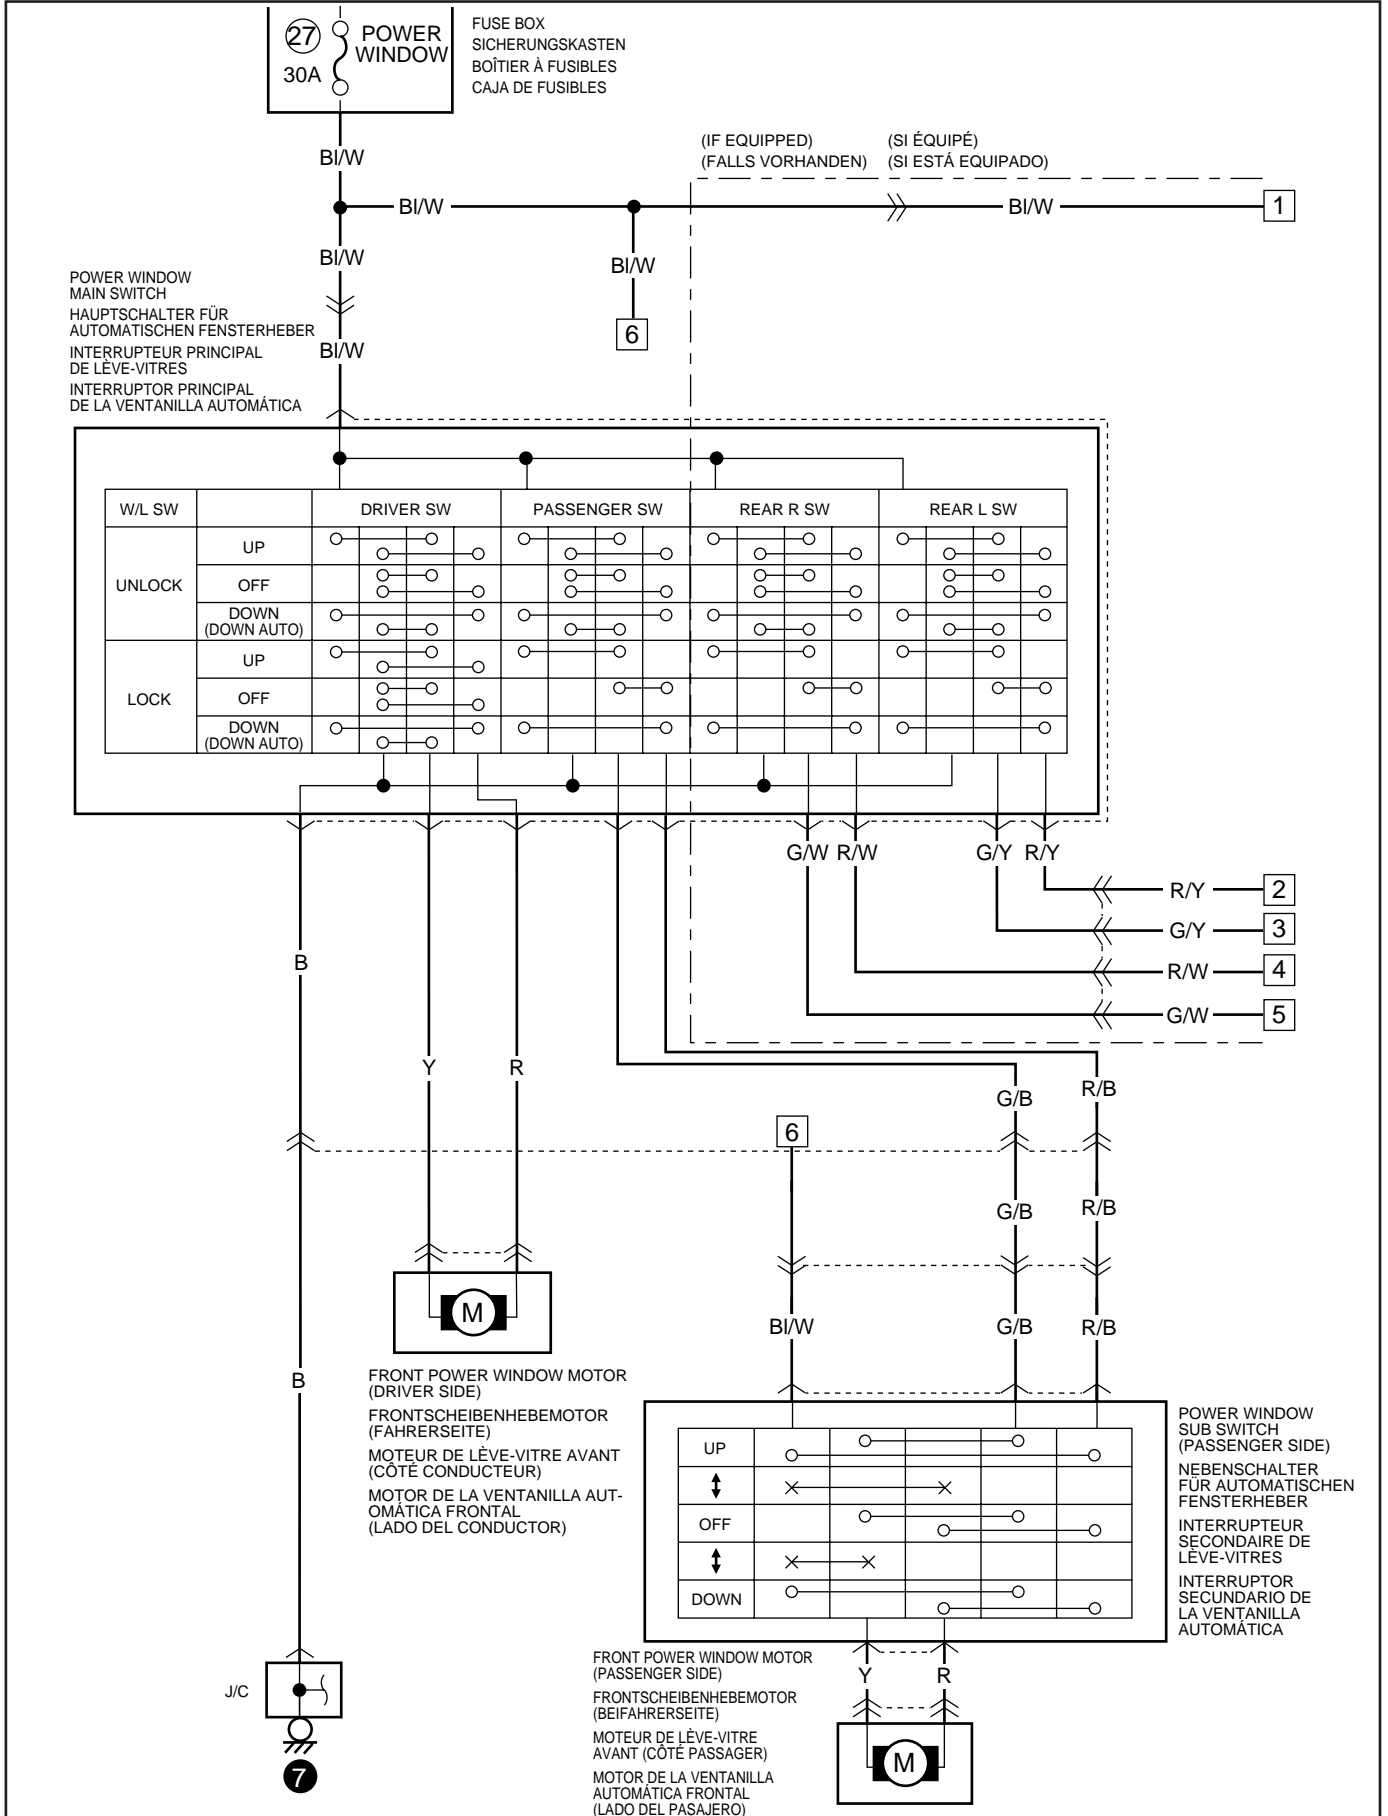 27
30A
POWER
WINDOW
FUSE BOX
SICHERUNGSKASTEN
BOÎTIER À FUSIBLES
CAJA DE FUSIBLES
(IF EQUIPPED) (SI ÉQUIPÉ)
(FALLS VORHANDEN) (SI ESTÁ EQUIPADO)
Bl/W
Bl/W
Bl/W
1
Bl/W
Bl/W
6
Bl/W
POWER WINDOW
MAIN SWITCH
HAUPTSCHALTER FÜR
AUTOMATISCHEN FENSTERHEBER
INTERRUPTEUR PRINCIPAL
DE LÈVE-VITRES
INTERRUPTOR PRINCIPAL
DE LA VENTANILLA AUTOMÁTICA
W/L SW DRIVER SW PASSENGER SW REAR R SW REAR L SW
UNLOCK
UP
OFF
DOWN
(DOWN AUTO)
LOCK
UP
OFF
DOWN
(DOWN AUTO)
G/W R/W G/Y R/Y
R/Y 2
G/Y 3
R/W 4
G/W 5
B
Y R
G/B R/B
6
G/B R/B
Bl/W G/B R/B
M
B
FRONT POWER WINDOW MOTOR
(DRIVER SIDE)
FRONTSCHEIBENHEBEMOTOR
(FAHRERSEITE)
MOTEUR DE LÈVE-VITRE AVANT
(CÔTÉ CONDUCTEUR)
MOTOR DE LA VENTANILLA AUT-
OMÁTICA FRONTAL
(LADO DEL CONDUCTOR)
UP
OFF
DOWN
POWER WINDOW
SUB SWITCH
(PASSENGER SIDE)
NEBENSCHALTER
FÜR AUTOMATISCHEN
FENSTERHEBER
INTERRUPTEUR
SECONDAIRE DE
LÈVE-VITRES
INTERRUPTOR
SECUNDARIO DE
LA VENTANILLA
AUTOMÁTICA
J/C
7
FRONT POWER WINDOW MOTOR
(PASSENGER SIDE)
FRONTSCHEIBENHEBEMOTOR
(BEIFAHRERSEITE)
MOTEUR DE LÈVE-VITRE
AVANT (CÔTÉ PASSAGER)
MOTOR DE LA VENTANILLA
AUTOMÁTICA FRONTAL
(LADO DEL PASAJERO)
Y R
M